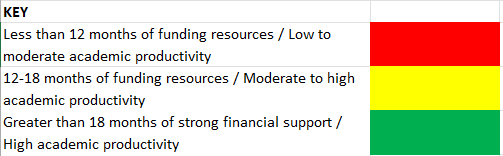 KEY
Less than 12 months of funding resources / Low to
moderate academic productivity
12-18 months of funding resources / Moderate to high
academic productivity
Greater than 18 months of strong financial support /
High academic productivity